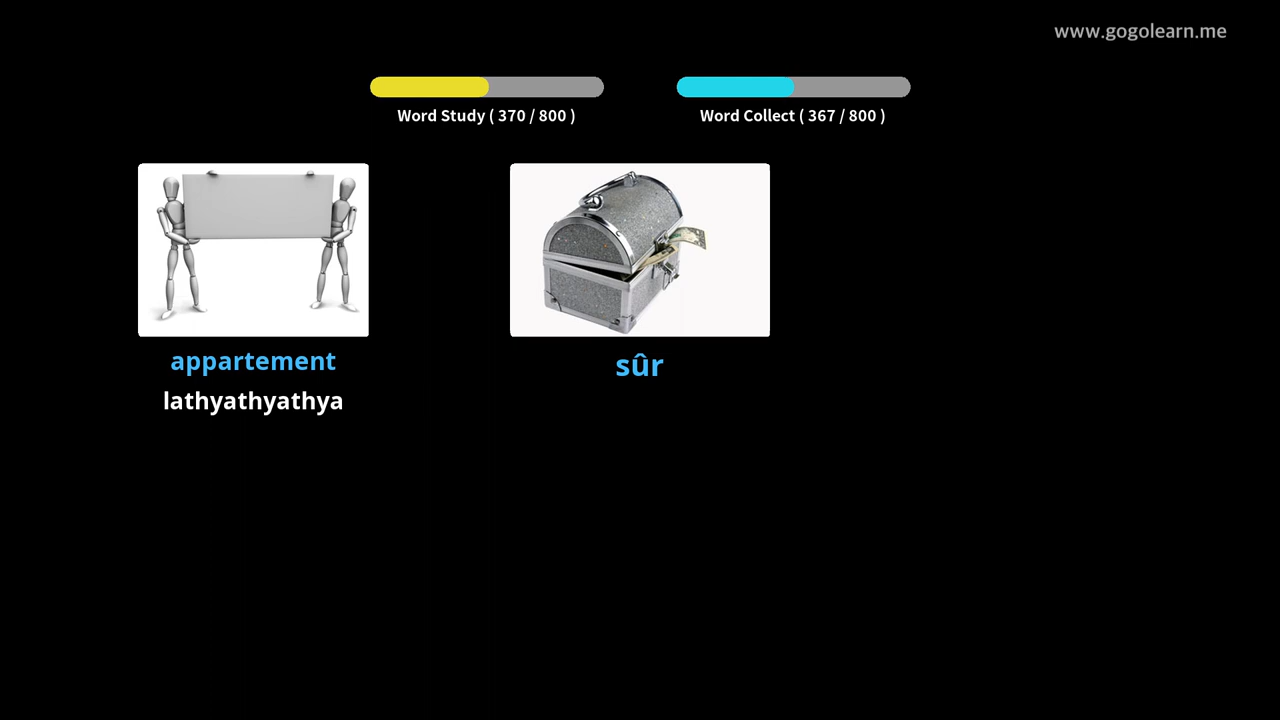 www.gogolearn.me
Word Study ( 370 / 800 )
Word Collect ( 367 / 800 )
appartement
lathyathyathya
sûr